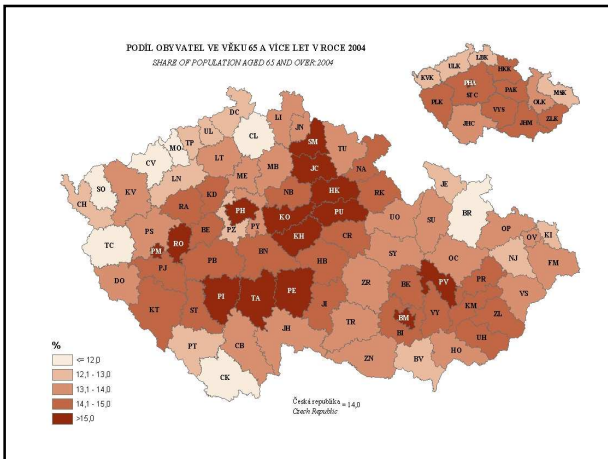 PODÍL OBYVATEL VE VĚKU 65 A VÍCE LET V ROCE 2004
SHARE OF POPULATION AGED 65 AND OVER 2004
KVK ULK LBK HKK
PHA
PLK STC PAK MSK
OLK
VYS
JHC JHM ZLK
DC
LI
UL CL JN
TP SM
MO LT TU
CV JC
LN ME MB NA
SO KV
CH RA KD NB HK RK JE
PH KO PU BR
PS BE PZ PY UO SU
TC RO KH OP OV KI
PM BN CR
PJ PB HB SY OC NJ FM
DO ZR BK PV PR VS
KT ST PI TA PE JI KM ZL
BM VY
TR BI UH
PT CB JH
ZN BV HO
CK
%
<= 12,0
12,1 - 13,0
13,1 - 14,0
14,1 - 15,0
>15,0
Česká republika
Czech Republic
= 14,0